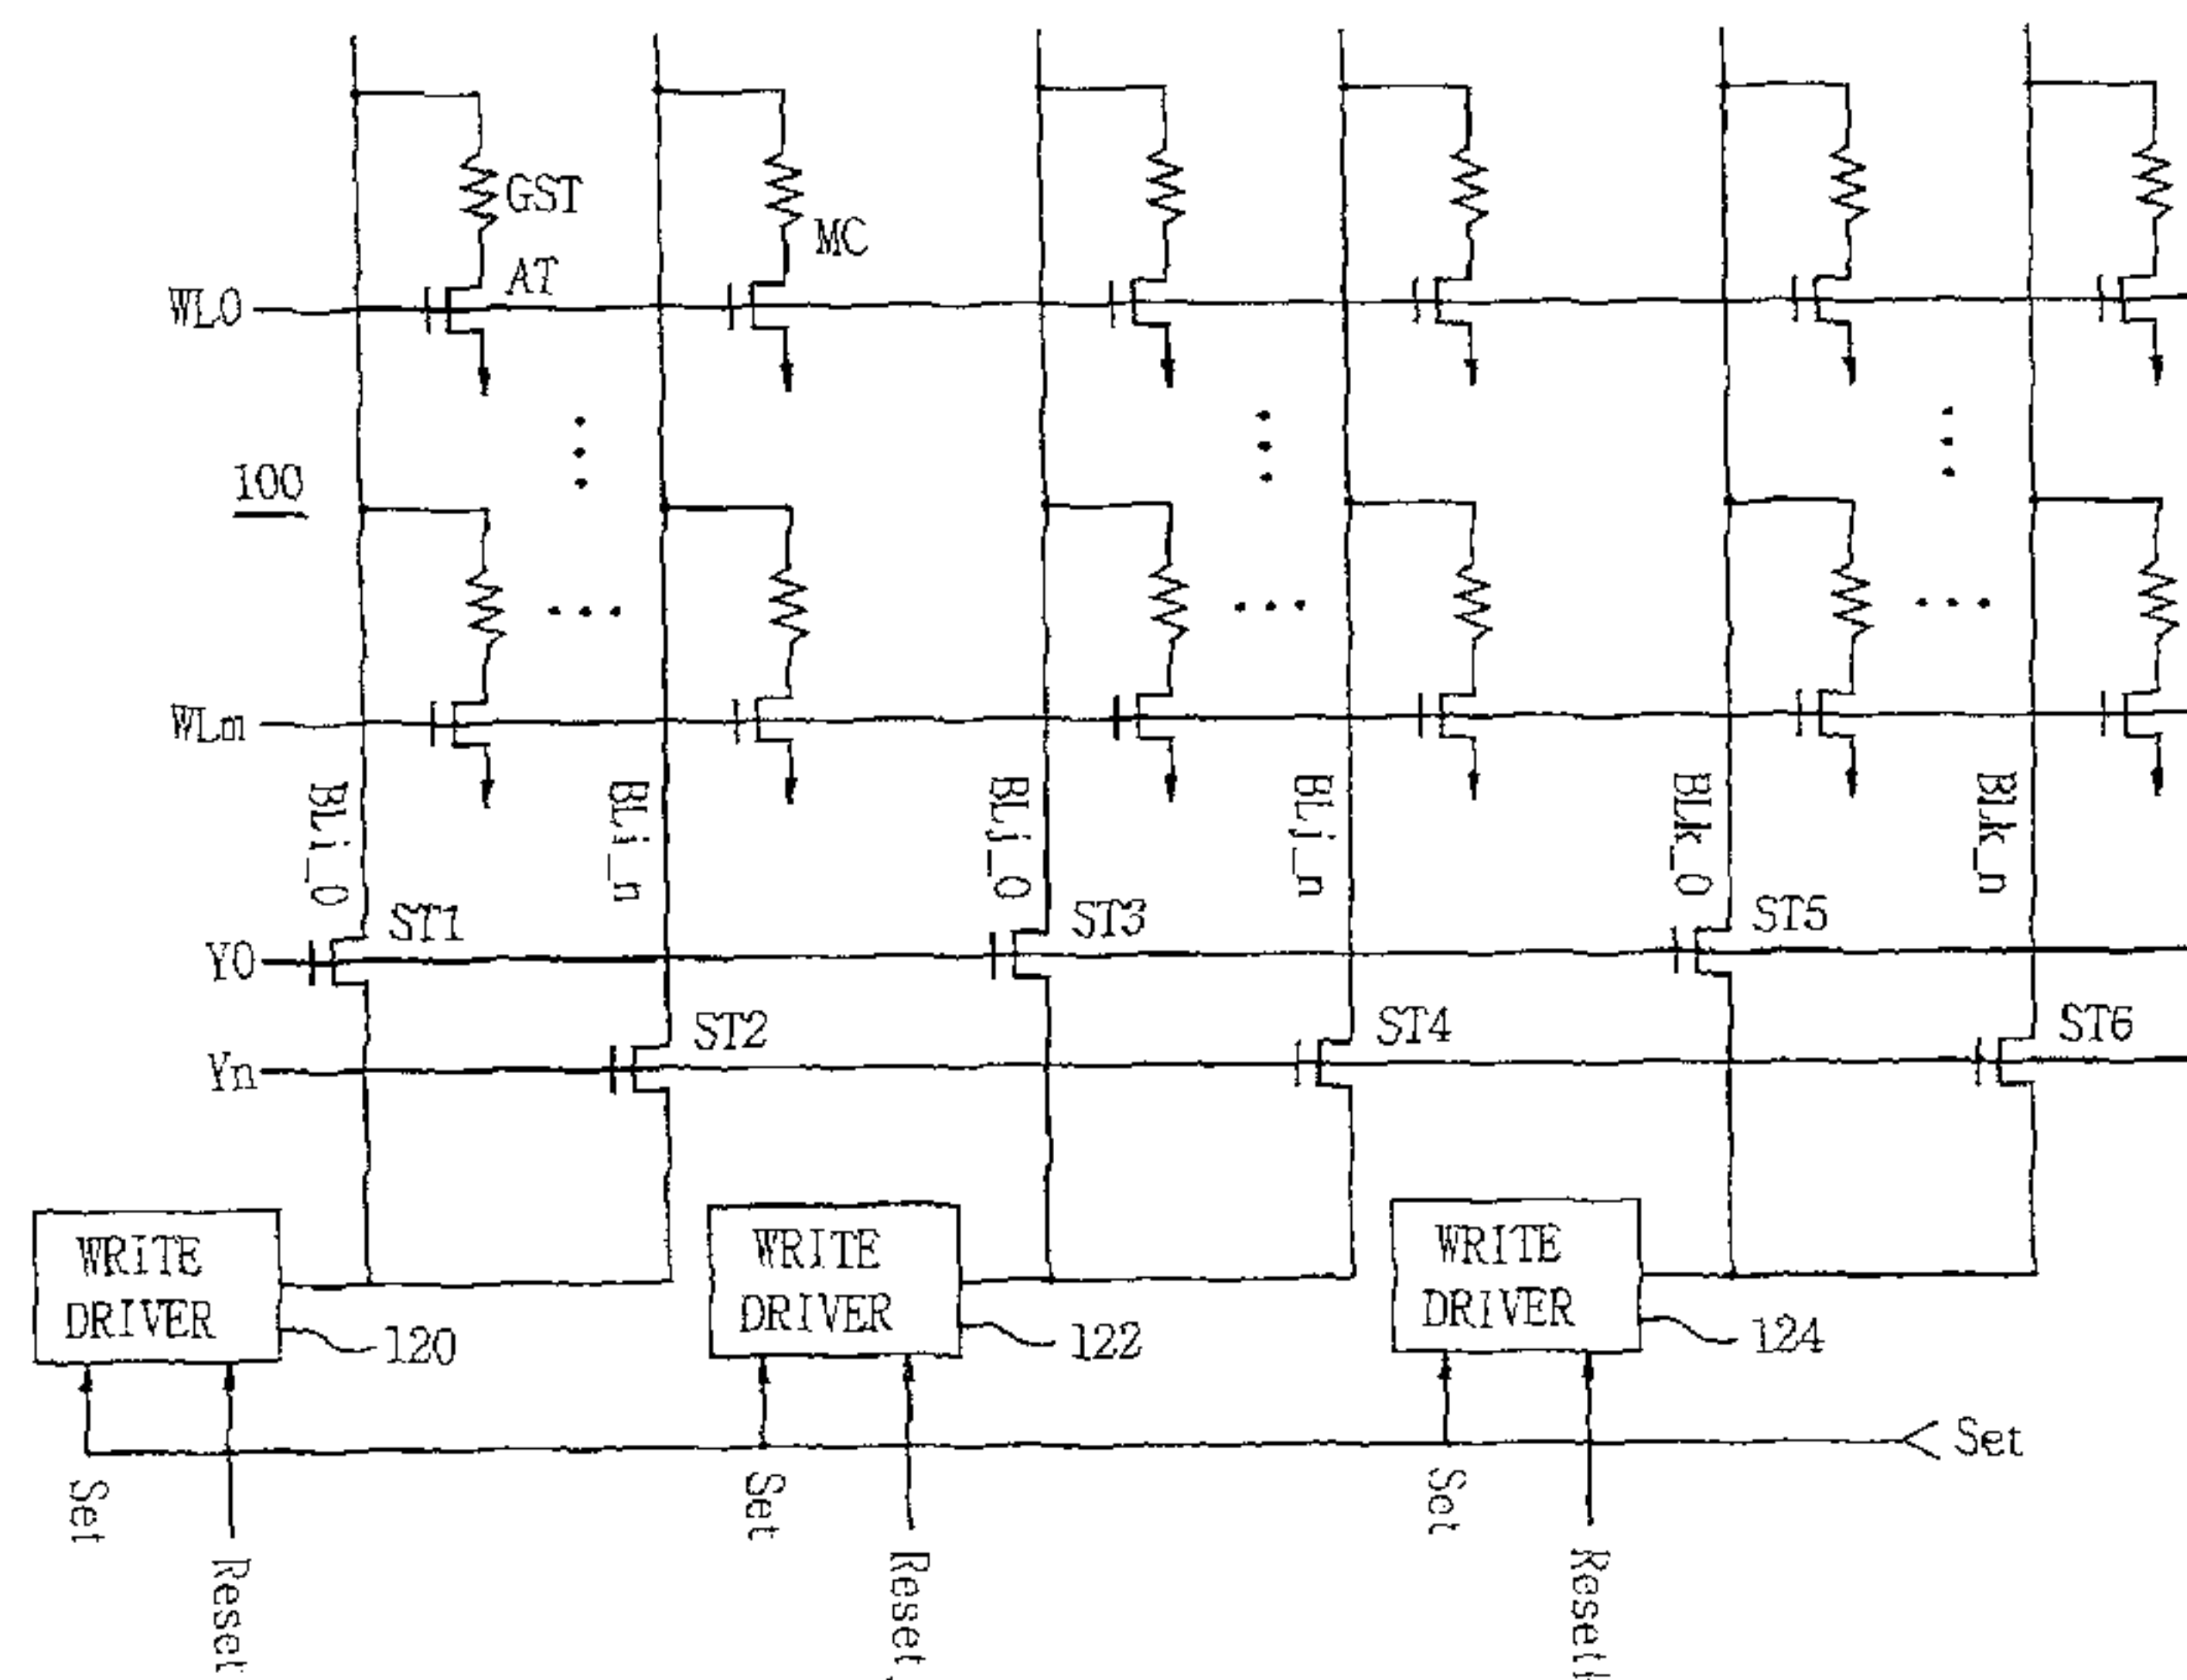 GST
MC
AT
WL0
100
WLm
BLi_0
BLi_n
BLj_0
BLj_n
BLk_0
BLk_n
ST1
ST3
ST5
Y0
ST2
ST4
ST6
Yn
WRITE
DRIVER
120
WRITE
DRIVER
122
WRITE
DRIVER
124
Set
Set
Set
Set
Reset
Reset